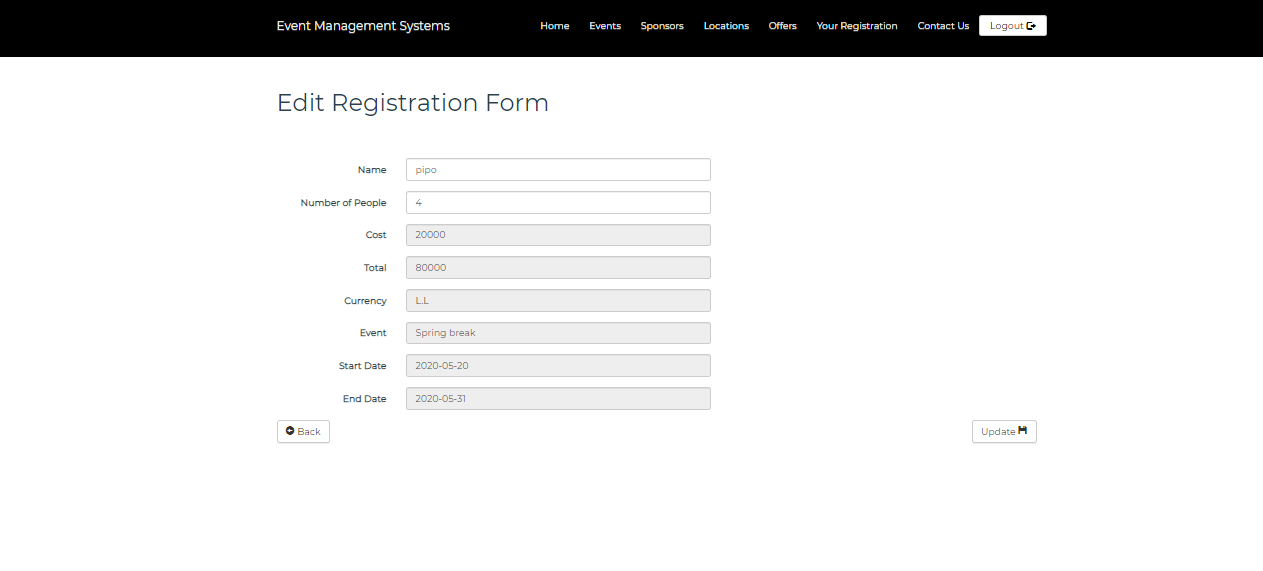 Event Management Systems Home Events Sponsors Locations Offers Your Registration Contact Us Logout
Edit Registration Form
Name pipo
Number of People 4
Cost 20000
Total 80000
Currency L.L
Event Spring break
Start Date 2020-05-20
End Date 2020-05-31
Back Update